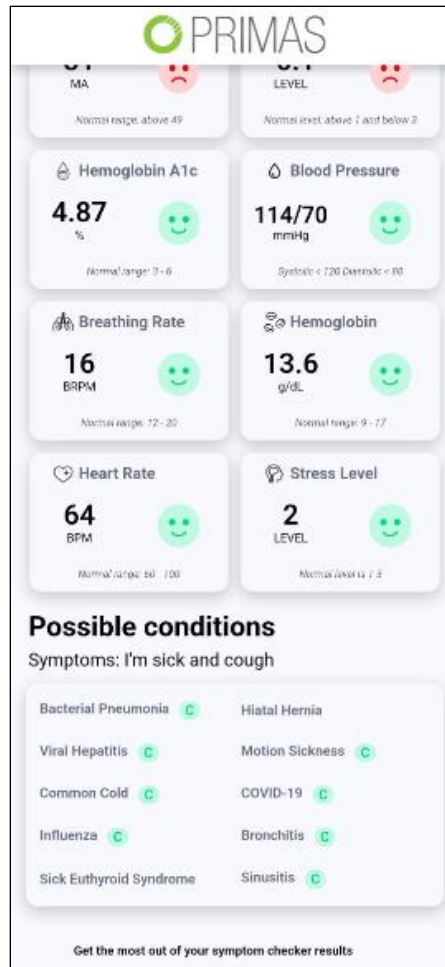 PRIMAS
MA
LEVEL
Normal range: above 49
Normal level: above 1 and below 3
Hemoglobin A1c
Blood Pressure
4.87
114/70
%
mmHg
Normal range: 3 - 6
Systolic < 120 Diastolic < 80
Breathing Rate
Hemoglobin
16
13.6
BRPM
g/dL
Normal range: 12 - 20
Normal range: 9 - 17
Heart Rate
Stress Level
64
2
BPM
LEVEL
Normal range: 60 - 100
Normal level is
Possible conditions
Symptoms: I'm sick and cough
Bacterial Pneumonia C
Hiatal Hernia
Viral Hepatitis C
Motion Sickness C
Common Cold C
COVID-19 C
Influenza C
Bronchitis C
Sick Euthyroid Syndrome
Sinusitis C
Get the most out of your symptom checker results